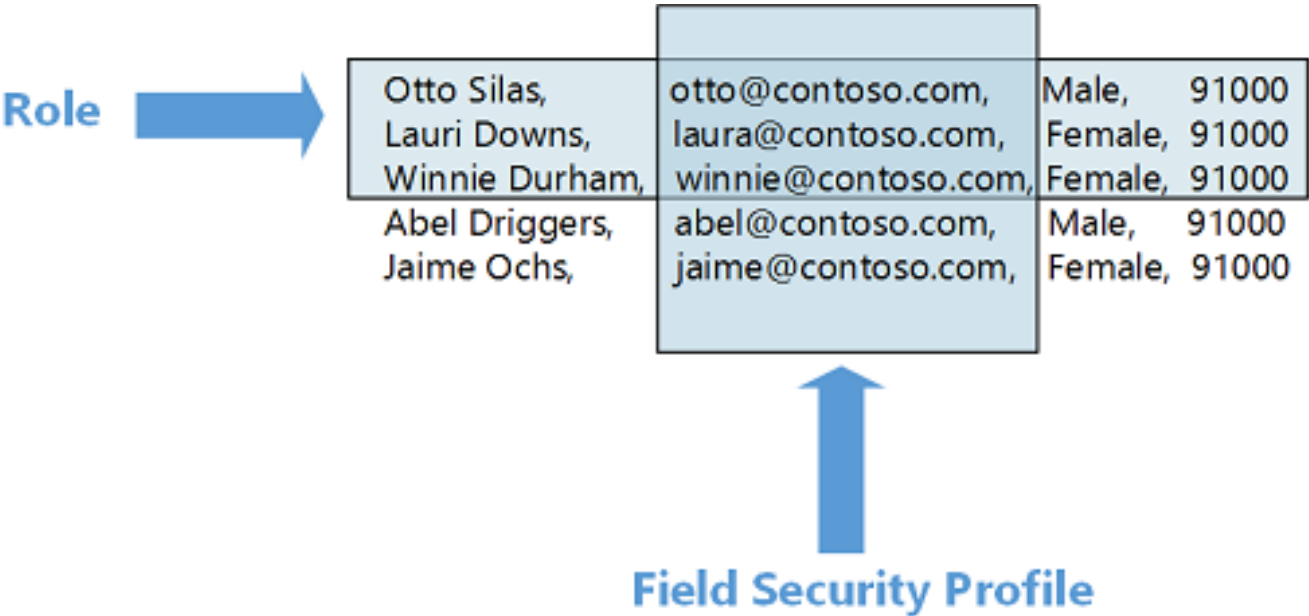 Otto Silas, otto@contoso.com, Male, 91000
Role
Lauri Downs, laura@contoso.com, Female, 91000
Winnie Durham, winnie@contoso.com, Female, 91000
Abel Driggers, abel@contoso.com, Male, 91000
Jaime Ochs, jaime@contoso.com, Female, 91000
Field Security Profile